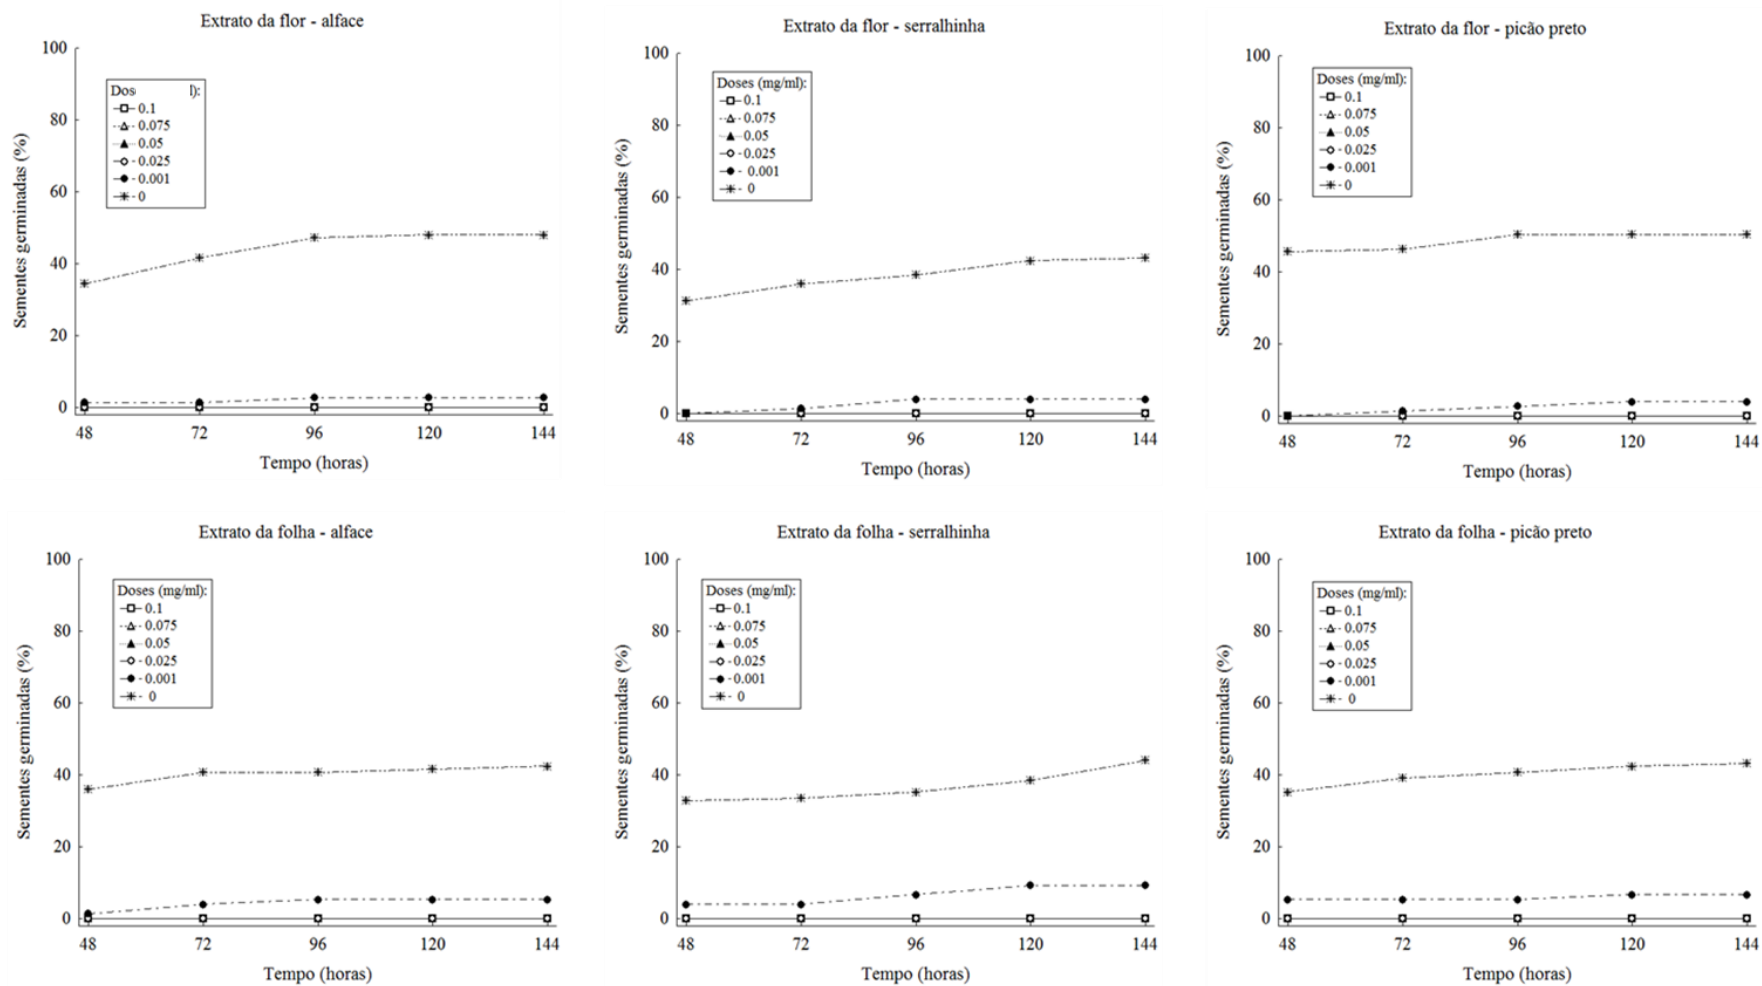 Extrato da flor - alface
Sementes germinadas (%)
100
80
60
40
20
0
Dos l):
0.1
0.075
0.05
0.025
0.001
0
48 72 96 120 144
Tempo (horas)
Extrato da flor - serralhinha
Sementes germinadas (%)
100
80
60
40
20
0
Doses (mg/ml):
0.1
0.075
0.05
0.025
0.001
0
48 72 96 120 144
Tempo (horas)
Extrato da flor - picão preto
Sementes germinadas (%)
100
80
60
40
20
0
Doses (mg/ml):
0.1
0.075
0.05
0.025
0.001
0
48 72 96 120 144
Tempo (horas)
Extrato da folha - alface
Sementes germinadas (%)
100
80
60
40
20
0
Doses (mg/ml):
0.1
0.075
0.05
0.025
0.001
0
48 72 96 120 144
Tempo (horas)
Extrato da folha - serralhinha
Sementes germinadas (%)
100
80
60
40
20
0
Doses (mg/ml):
0.1
0.075
0.05
0.025
0.001
0
48 72 96 120 144
Tempo (horas)
Extrato da folha - picão preto
Sementes germinadas (%)
100
80
60
40
20
0
Doses (mg/ml):
0.1
0.075
0.05
0.025
0.001
0
48 72 96 120 144
Tempo (horas)